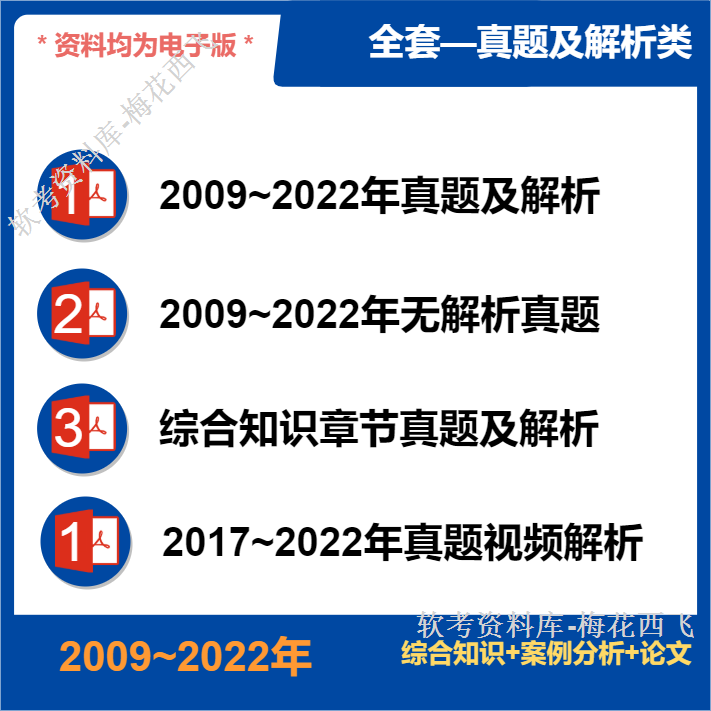 * 资料均为电子版 *
全套—真题及解析类
软考资料库-梅花西飞
1
2009~2022年真题及解析
2
2009~2022年无解析真题
3
综合知识章节真题及解析
1
2017~2022年真题视频解析
软考资料库-梅花西飞
2009~2022年
综合知识+案例分析+论文